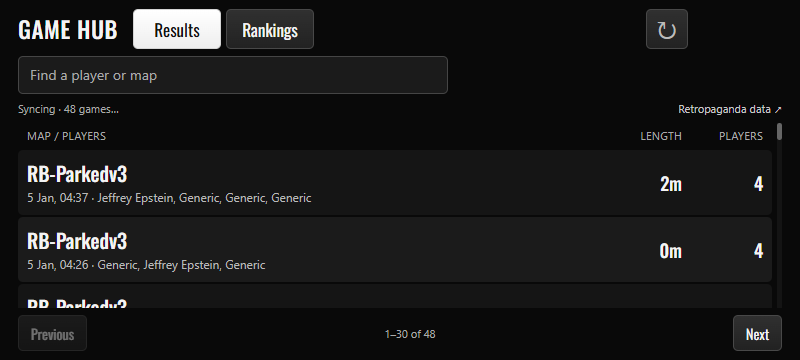 GAME HUB Results Rankings ↻
Find a player or map
Syncing · 48 games... Retropaganda data ↗
MAP / PLAYERS LENGTH PLAYERS
RB-Parkedv3 2m 4
5 Jan, 04:37 · Jeffrey Epstein, Generic, Generic, Generic
RB-Parkedv3 0m 4
5 Jan, 04:26 · Generic, Jeffrey Epstein, Generic
RB-Parkedv3
Previous 1–30 of 48 Next